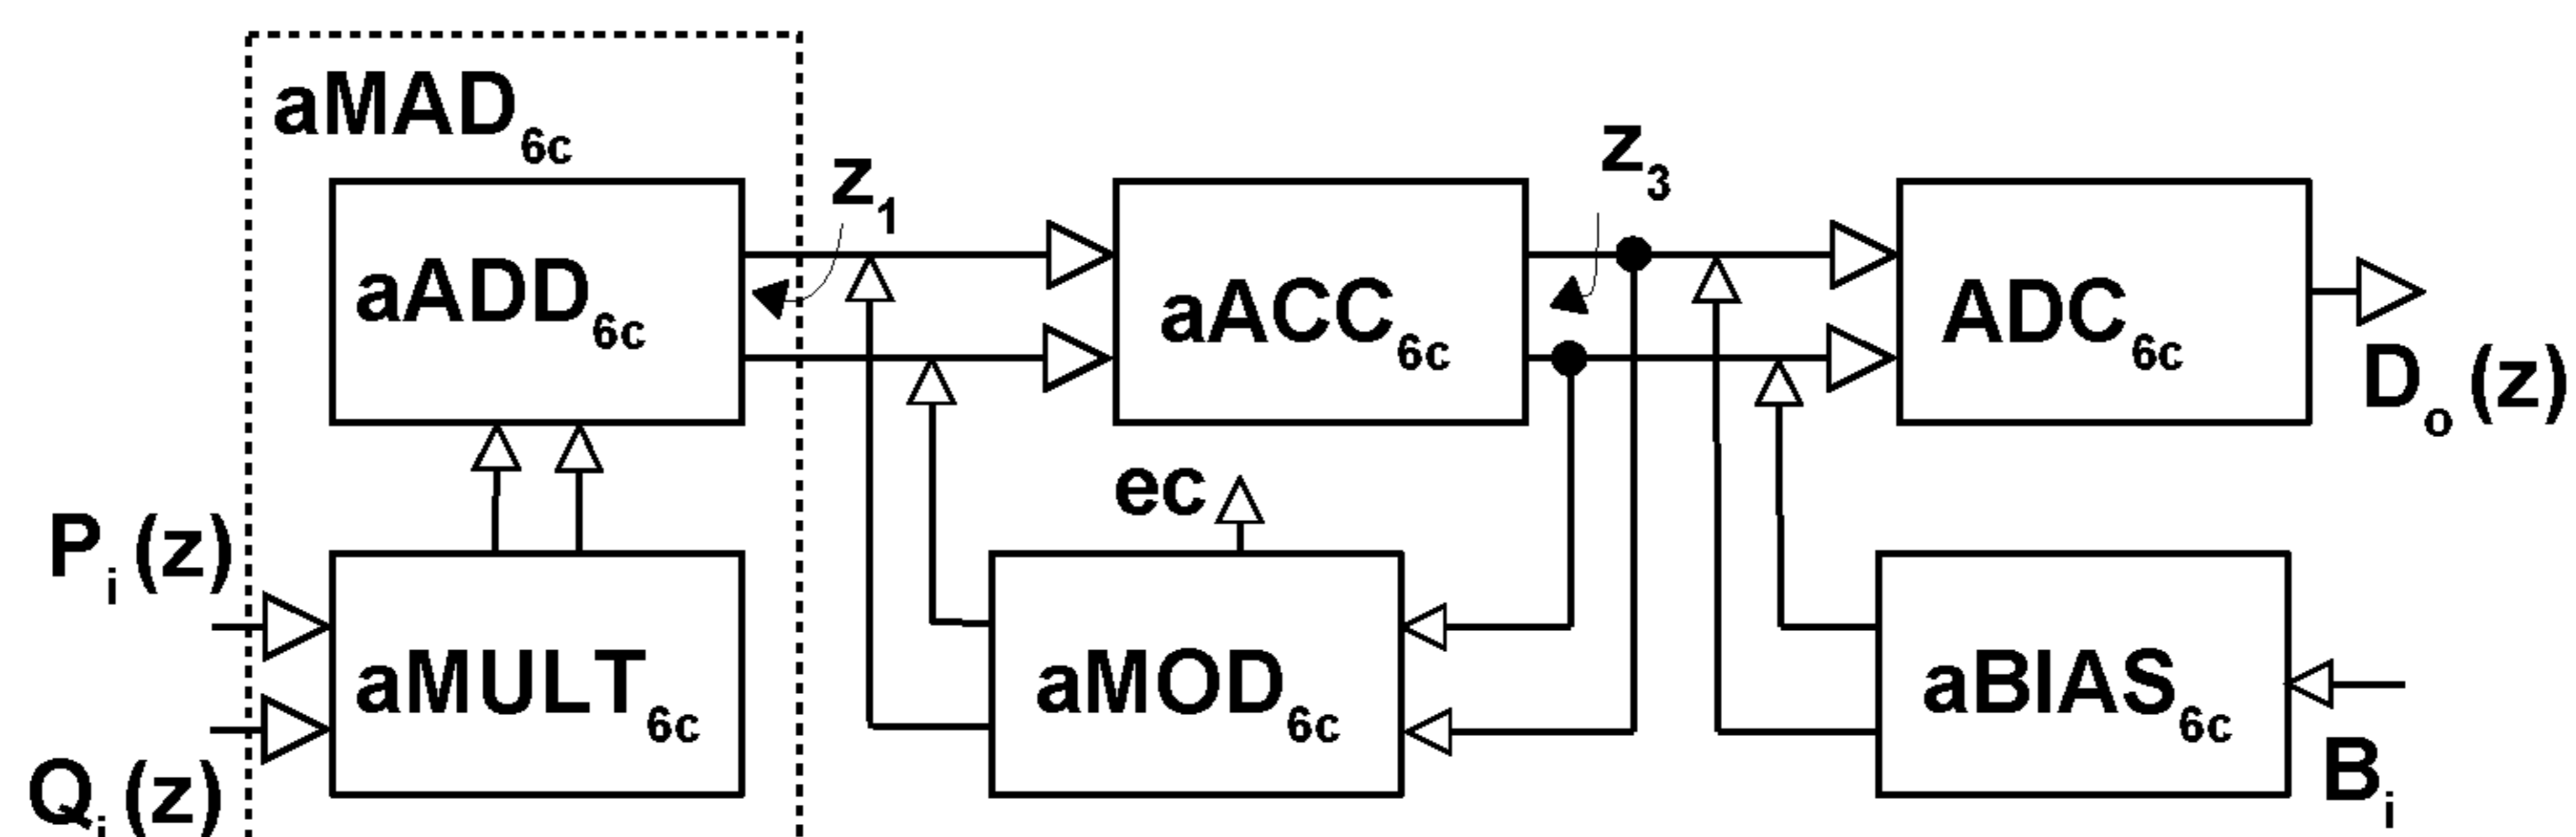 aMAD6c
z1
z3
aADD6c
aACC6c
ADC6c
Do(z)
ec
Pi(z)
aMULT6c
aMOD6c
aBIAS6c
Qi(z)
Bi